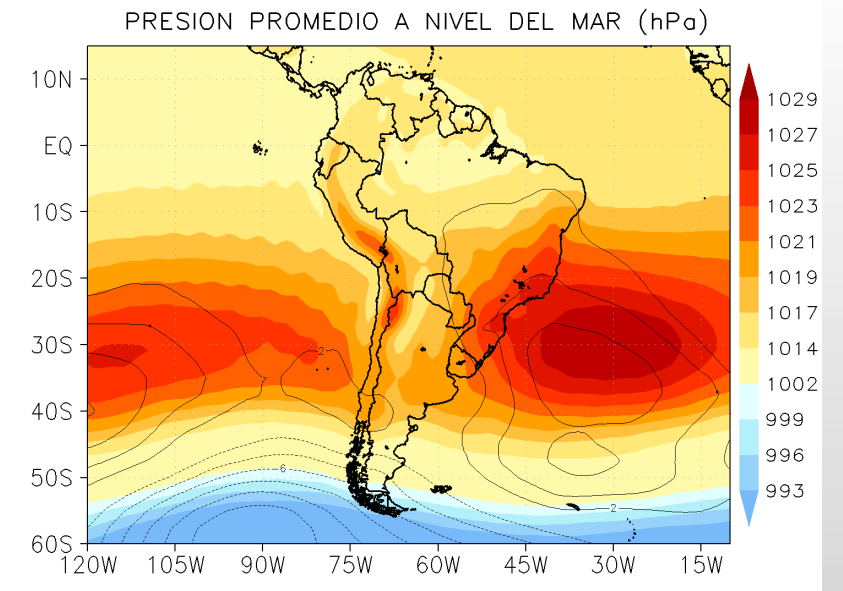 PRESION PROMEDIO A NIVEL DEL MAR (hPa)
10N
EQ
10S
20S
30S
40S
50S
60S
120W 105W 90W 75W 60W 45W 30W 15W
1029
1027
1025
1023
1021
1019
1017
1014
1002
999
996
993
2
6
2